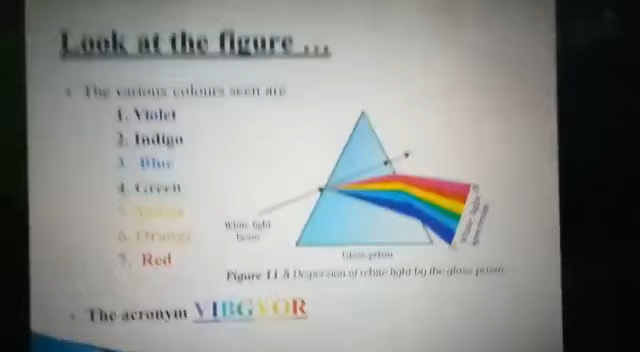 Look at the figure ...
The various colours seen are
1. Violet
2. Indigo
3. Blue
4. Green
5. Yellow
6. Orange
7. Red
White light beam
Glass prism
Figure 11.5 Dispersion of white light by the glass prism
The acronym VIBGYOR